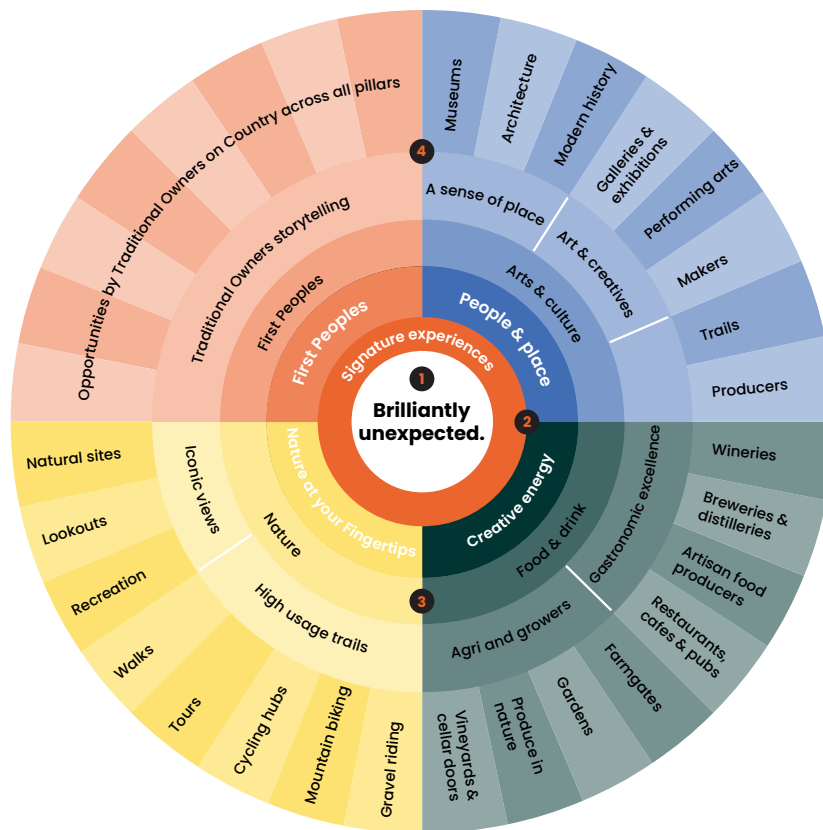 Brilliantly
unexpected.
1
2
3
4
Signature experiences
First Peoples
People & place
Creative energy
Nature at your Fingertips
First Peoples
Traditional Owners storytelling
Opportunities by Traditional Owners on Country across all pillars
Arts & culture
A sense of place
Art & creatives
Museums
Architecture
Modern history
Galleries &
exhibitions
Performing arts
Makers
Trails
Producers
Food & drink
Gastronomic excellence
Agri and growers
Wineries
Breweries &
distilleries
Artisan food
producers
Restaurants,
cafes & pubs
Farmgates
Gardens
Produce in
nature
Vineyards &
cellar doors
Nature
High usage trails
Iconic views
Gravel riding
Mountain biking
Cycling hubs
Tours
Walks
Recreation
Lookouts
Natural sites